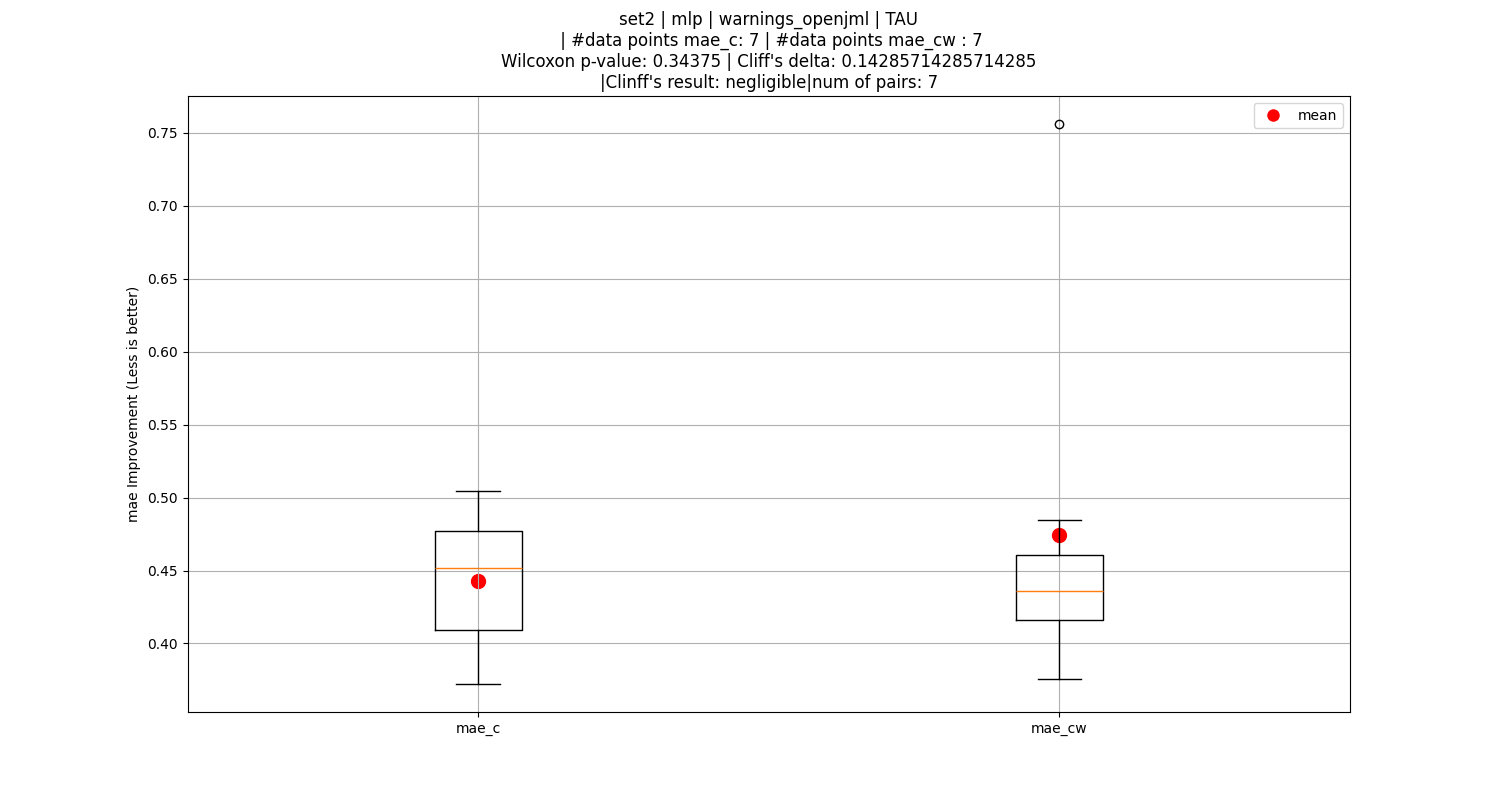 set2 | mlp | warnings_openjml | TAU
| #data points mae_c: 7 | #data points mae_cw : 7
Wilcoxon p-value: 0.34375 | Cliff's delta: 0.14285714285714285
|Clinff's result: negligible|num of pairs: 7
mean
0.75
0.70
0.65
0.60
0.55
0.50
0.45
0.40
mae Improvement (Less is better)
mae_c
mae_cw